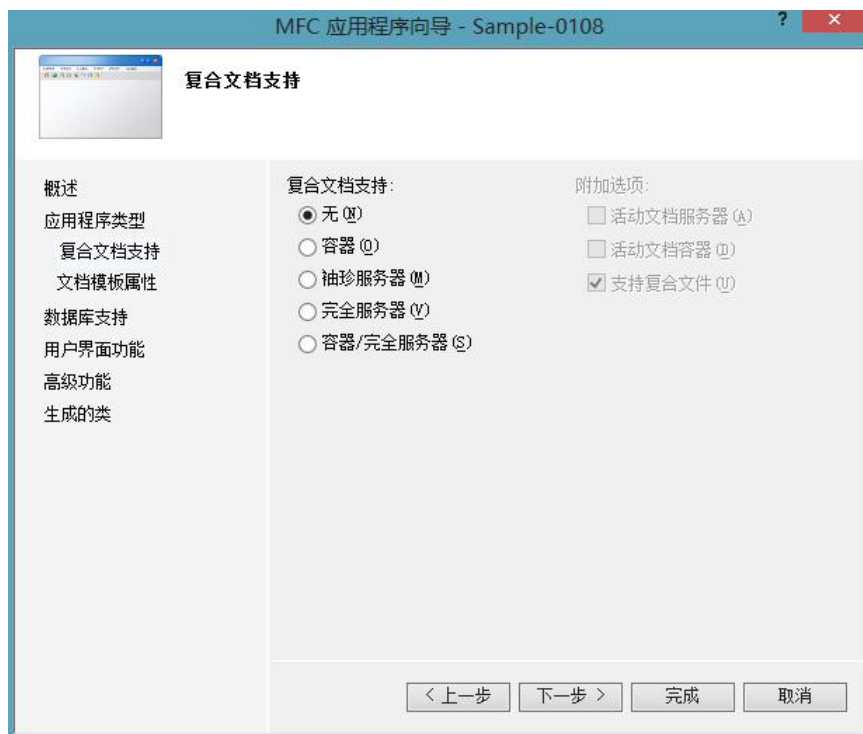 MFC 应用程序向导 - Sample-0108
?
复合文档支持
概述
应用程序类型
复合文档支持
文档模板属性
数据库支持
用户界面功能
高级功能
生成的类
复合文档支持:
无(N)
容器(O)
袖珍服务器(M)
完全服务器(V)
容器/完全服务器(S)
附加选项:
活动文档服务器(A)
活动文档容器(D)
支持复合文件(U)
< 上一步
下一步 >
完成
取消